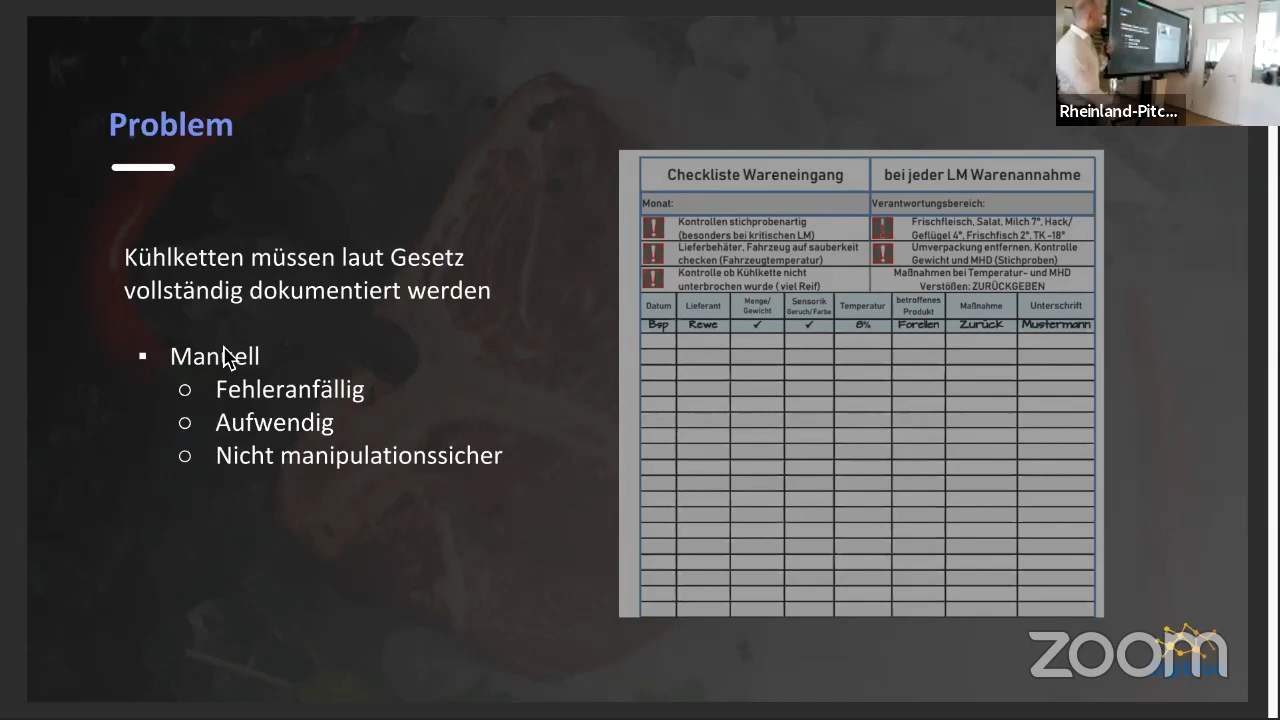 Problem
Kühlketten müssen laut Gesetz
vollständig dokumentiert werden
▪ Manuell
○ Fehleranfällig
○ Aufwendig
○ Nicht manipulationssicher
Rheinland-Pitc...
Checkliste Wareneingang bei jeder LM Warenannahme
Monat: Verantwortungsbereich:
Kontrollen stichprobenartig
(besonders bei kritischen LM)
Frischfleisch, Salat, Milch 7°, Hack/
Geflügel 4°, Frischfisch 2°, TK -18°
Lieferbehäter, Fahrzeug auf sauberkeit
checken (Fahrzeugtemperatur)
Umverpackung entfernen, Kontrolle
Gewicht und MHD (Stichproben)
Kontrolle ob Kühlkette nicht
unterbrochen wurde (viel Reif)
Maßnahmen bei Temperatur- und MHD
Verstößen: ZURÜCKGEBEN
Datum Lieferant Menge/ Gewicht Sensorik Geruch/Farbe Temperatur betroffenes Produkt Maßnahme Unterschrift
Bsp Rewe ✓ ✓ 8% Forellen Zurück Mustermann
zoom